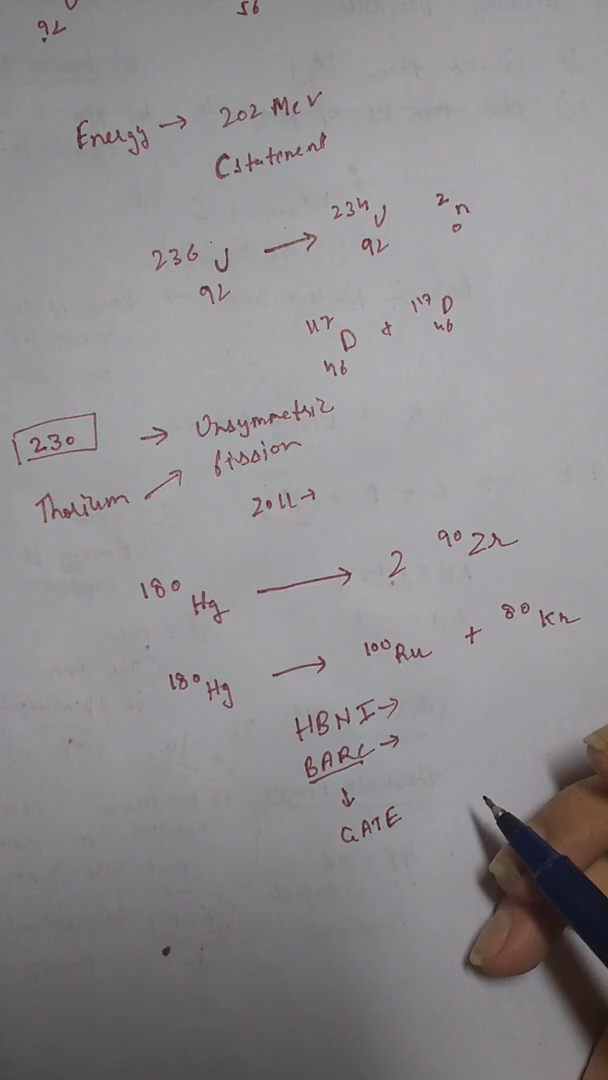 92 56
Energy → 202 MeV
(Statement
236 U 92 → 234 U 92 2 n 0
117 D 46 + 117 D 46
230 → Unsymmetric
fission
Thorium
2011 →
180 Hg → 2 90 Zr
180 Hg → 100 Ru + 80 Kr
HBNI →
BARC →
↓
GATE